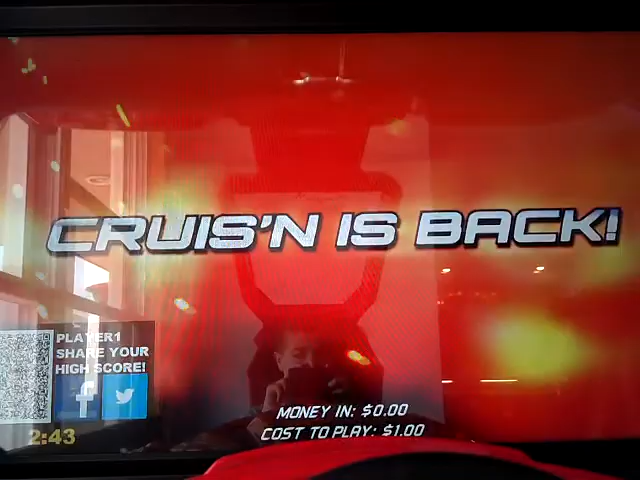 CRUIS'N IS BACK!
PLAYER1
SHARE YOUR
HIGH SCORE!
f
2:43
MONEY IN: $0.00
COST TO PLAY: $1.00